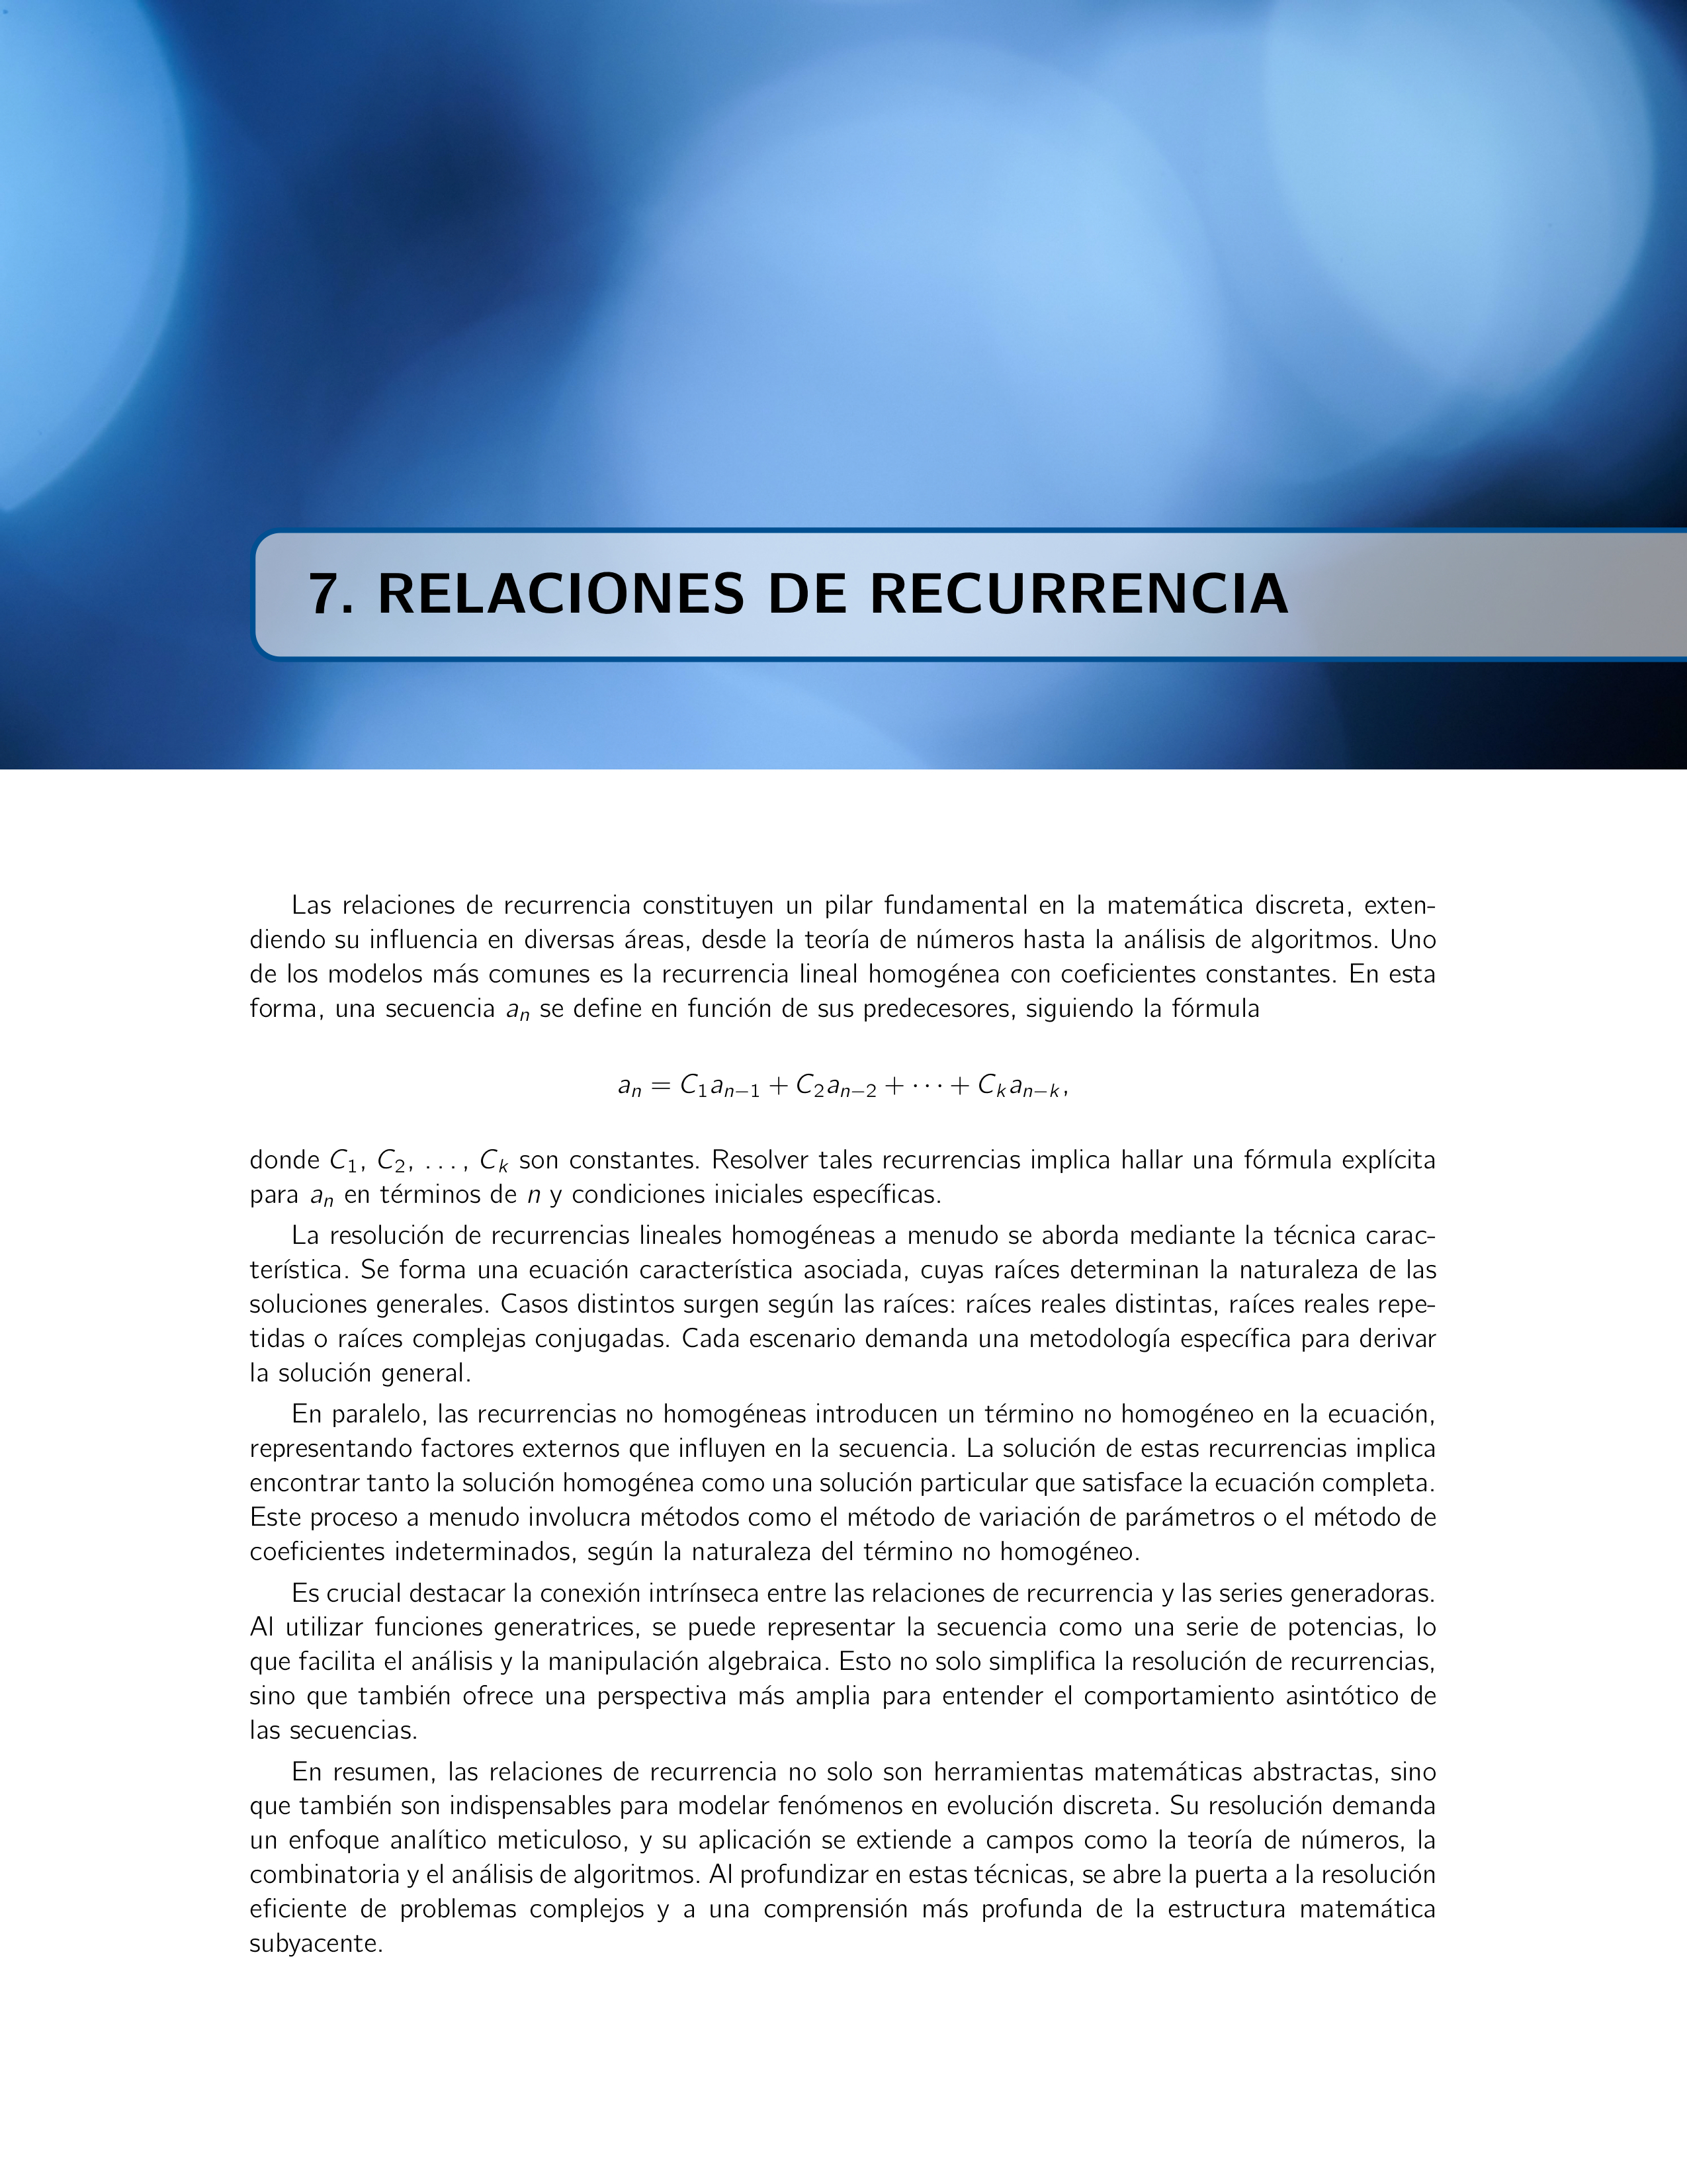 7. RELACIONES DE RECURRENCIA
Las relaciones de recurrencia constituyen un pilar fundamental en la matemática discreta, exten-
diendo su influencia en diversas áreas, desde la teoría de números hasta la análisis de algoritmos. Uno
de los modelos más comunes es la recurrencia lineal homogénea con coeficientes constantes. En esta
forma, una secuencia aₙ se define en función de sus predecesores, siguiendo la fórmula
aₙ = C₁aₙ₋₁ + C₂aₙ₋₂ + ··· + Cₖaₙ₋ₖ,
donde C₁, C₂, ..., Cₖ son constantes. Resolver tales recurrencias implica hallar una fórmula explícita
para aₙ en términos de n y condiciones iniciales específicas.
La resolución de recurrencias lineales homogéneas a menudo se aborda mediante la técnica carac-
terística. Se forma una ecuación característica asociada, cuyas raíces determinan la naturaleza de las
soluciones generales. Casos distintos surgen según las raíces: raíces reales distintas, raíces reales repe-
tidas o raíces complejas conjugadas. Cada escenario demanda una metodología específica para derivar
la solución general.
En paralelo, las recurrencias no homogéneas introducen un término no homogéneo en la ecuación,
representando factores externos que influyen en la secuencia. La solución de estas recurrencias implica
encontrar tanto la solución homogénea como una solución particular que satisface la ecuación completa.
Este proceso a menudo involucra métodos como el método de variación de parámetros o el método de
coeficientes indeterminados, según la naturaleza del término no homogéneo.
Es crucial destacar la conexión intrínseca entre las relaciones de recurrencia y las series generadoras.
Al utilizar funciones generatrices, se puede representar la secuencia como una serie de potencias, lo
que facilita el análisis y la manipulación algebraica. Esto no solo simplifica la resolución de recurrencias,
sino que también ofrece una perspectiva más amplia para entender el comportamiento asintótico de
las secuencias.
En resumen, las relaciones de recurrencia no solo son herramientas matemáticas abstractas, sino
que también son indispensables para modelar fenómenos en evolución discreta. Su resolución demanda
un enfoque analítico meticuloso, y su aplicación se extiende a campos como la teoría de números, la
combinatoria y el análisis de algoritmos. Al profundizar en estas técnicas, se abre la puerta a la resolución
eficiente de problemas complejos y a una comprensión más profunda de la estructura matemática
subyacente.